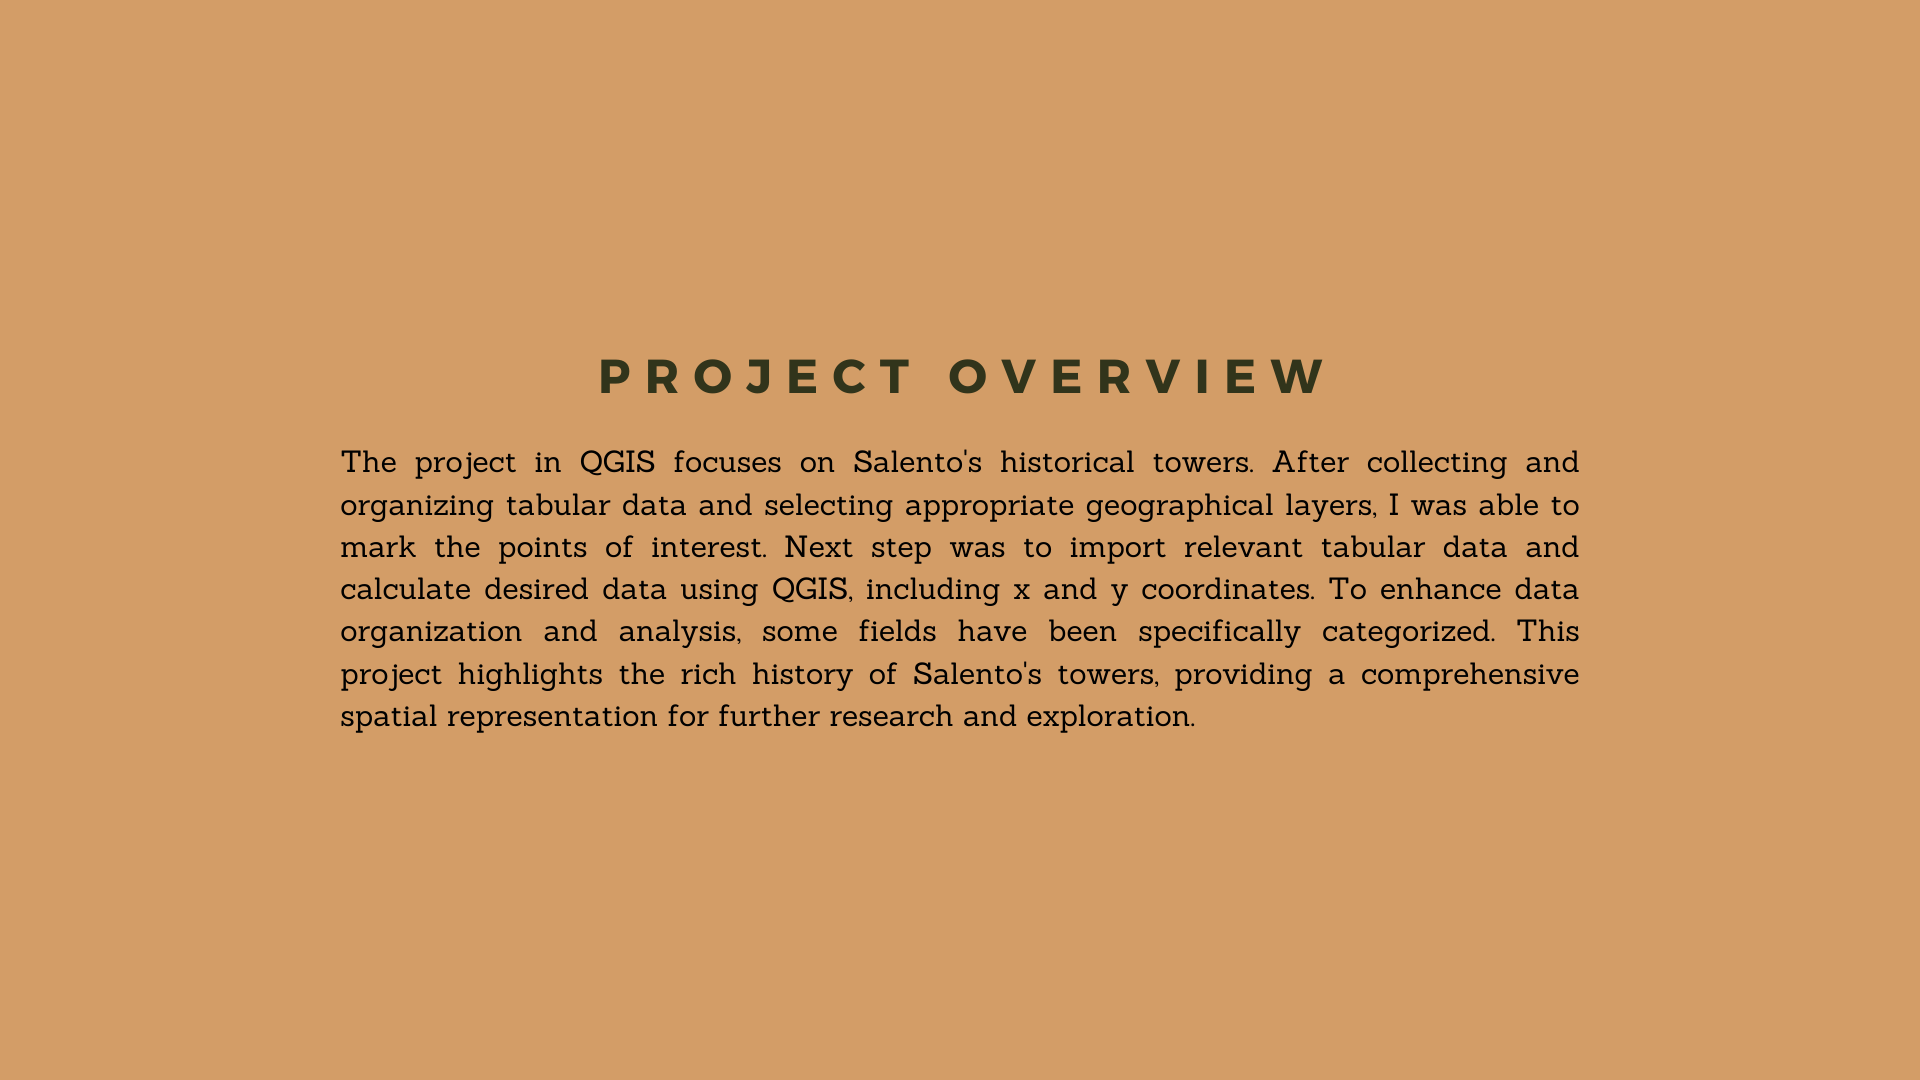 PROJECT OVERVIEW
The project in QGIS focuses on Salento's historical towers. After collecting and
organizing tabular data and selecting appropriate geographical layers, I was able to
mark the points of interest. Next step was to import relevant tabular data and
calculate desired data using QGIS, including x and y coordinates. To enhance data
organization and analysis, some fields have been specifically categorized. This
project highlights the rich history of Salento's towers, providing a comprehensive
spatial representation for further research and exploration.